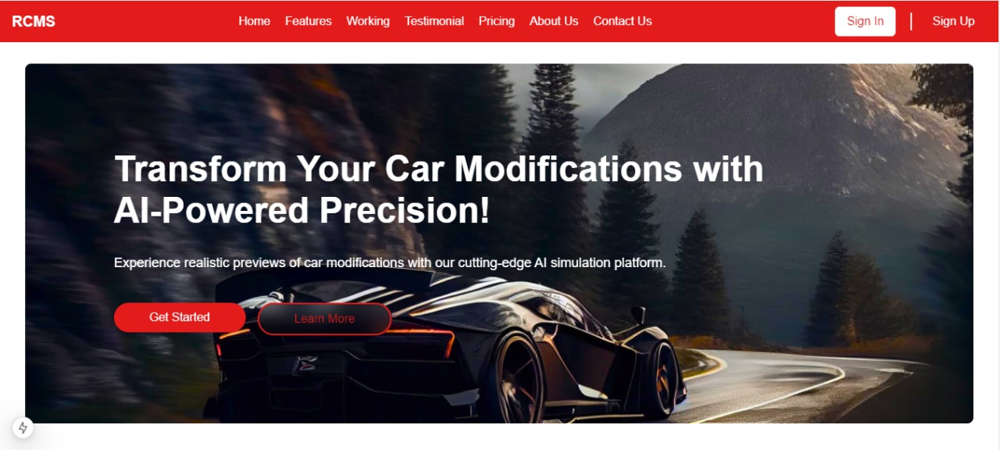 RCMS
Home Features Working Testimonial Pricing About Us Contact Us
Sign In
Sign Up
Transform Your Car Modifications with
AI-Powered Precision!
Experience realistic previews of car modifications with our cutting-edge AI simulation platform.
Get Started
Learn More